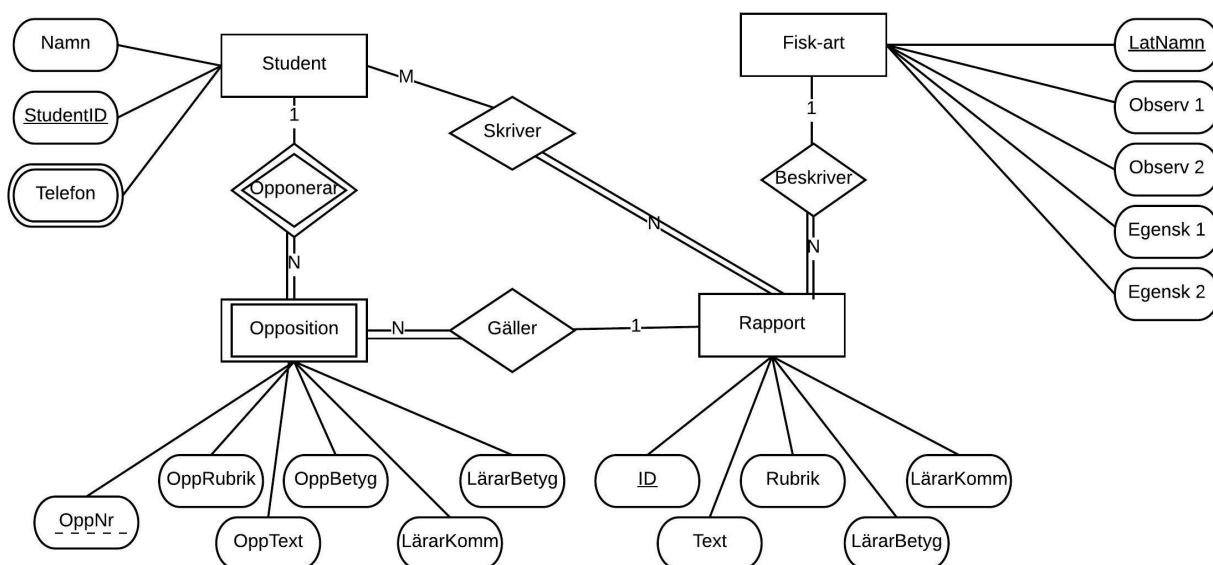 Namn
StudentID
Telefon
Student
M
1
Opponerar
N
Skriver
N
Fisk-art
1
Beskriver
N
LatNamn
Observ 1
Observ 2
Egensk 1
Egensk 2
Opposition
N
Gäller
1
Rapport
OppNr
OppRubrik
OppText
OppBetyg
LärarKomm
LärarBetyg
ID
Text
Rubrik
LärarBetyg
LärarKomm